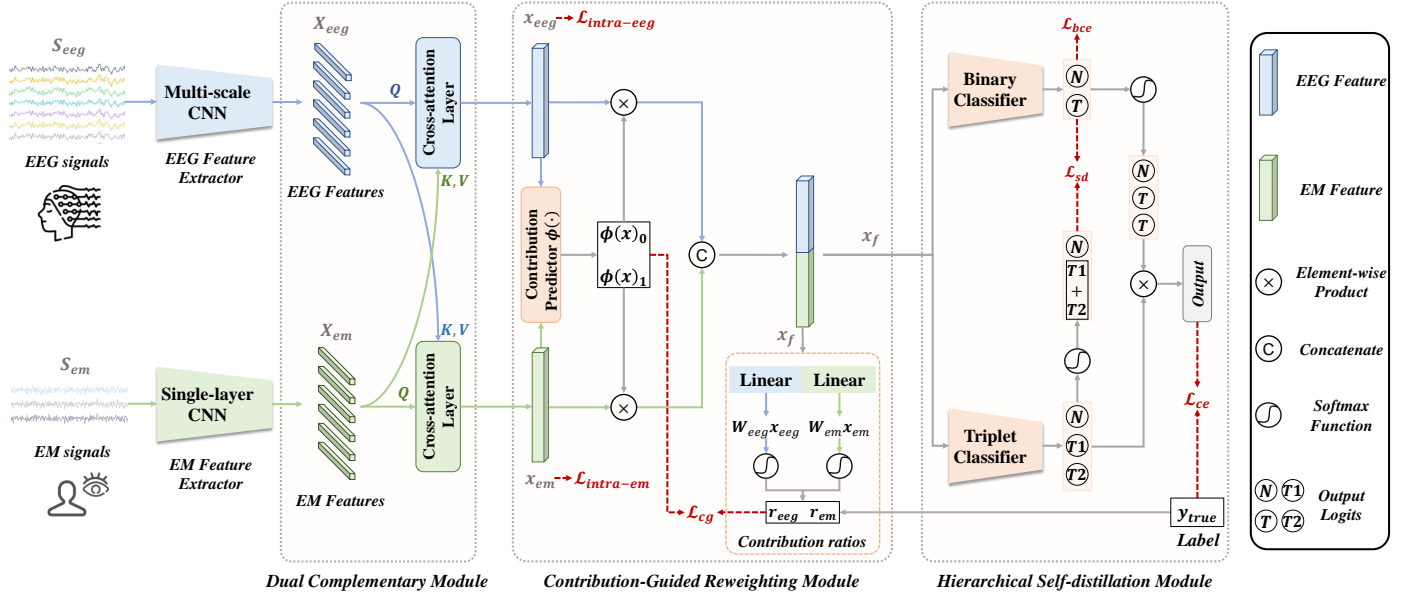 S_eeg
EEG signals
Multi-scale
CNN
EEG Feature
Extractor
S_em
EM signals
Single-layer
CNN
EM Feature
Extractor
X_eeg
EEG Features
Q
K,V
Cross-attention
Layer
X_em
EM Features
Q
K,V
Cross-attention
Layer
Dual Complementary Module
x_eeg
ℒ_intra-eeg
Contribution
Predictor ϕ(·)
ϕ(x)_0
ϕ(x)_1
x_em
ℒ_intra-em
C
x_f
x_f
Linear Linear
W_eeg x_eeg W_em x_em
r_eeg r_em
Contribution ratios
ℒ_cg
Contribution-Guided Reweighting Module
Binary
Classifier
ℒ_bce
N
T
ℒ_sd
N
T1
+
T2
N
T
T
Triplet
Classifier
N
T1
T2
Output
ℒ_ce
y_true
Label
Hierarchical Self-distillation Module
EEG Feature
EM Feature
Element-wise
Product
C
Concatenate
Softmax
Function
N T1
T T2
Output
Logits